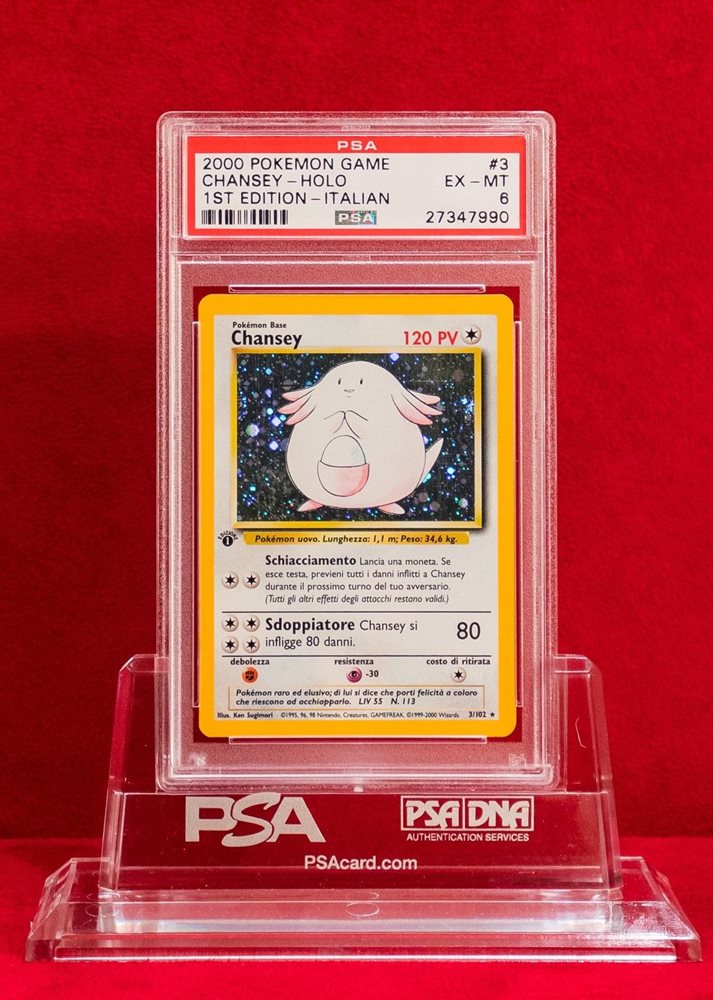 PSA
2000 POKEMON GAME #3
CHANSEY - HOLO EX - MT
1ST EDITION - ITALIAN 6
PSA 27347990
Pokémon Base
Chansey 120 PV
EDIZIONE 1
Pokémon uovo. Lunghezza: 1,1 m; Peso: 34,6 kg.
Schiacciamento Lancia una moneta. Se
esce testa, previeni tutti i danni inflitti a Chansey
durante il prossimo turno del tuo avversario.
(Tutti gli altri effetti degli attacchi restano validi.)
Sdoppiatore Chansey si
infligge 80 danni. 80
debolezza resistenza costo di ritirata
-30
Pokémon raro ed elusivo; di lui si dice che porti felicità a coloro
che riescono ad acchiapparlo. LIV 55 N. 113
Illus. Ken Sugimori ©1995, 96, 98 Nintendo, Creatures, GAMEFREAK. ©1999-2000 Wizards. 3/102 ★
PSA PSA DNA
AUTHENTICATION SERVICES
PSAcard.com